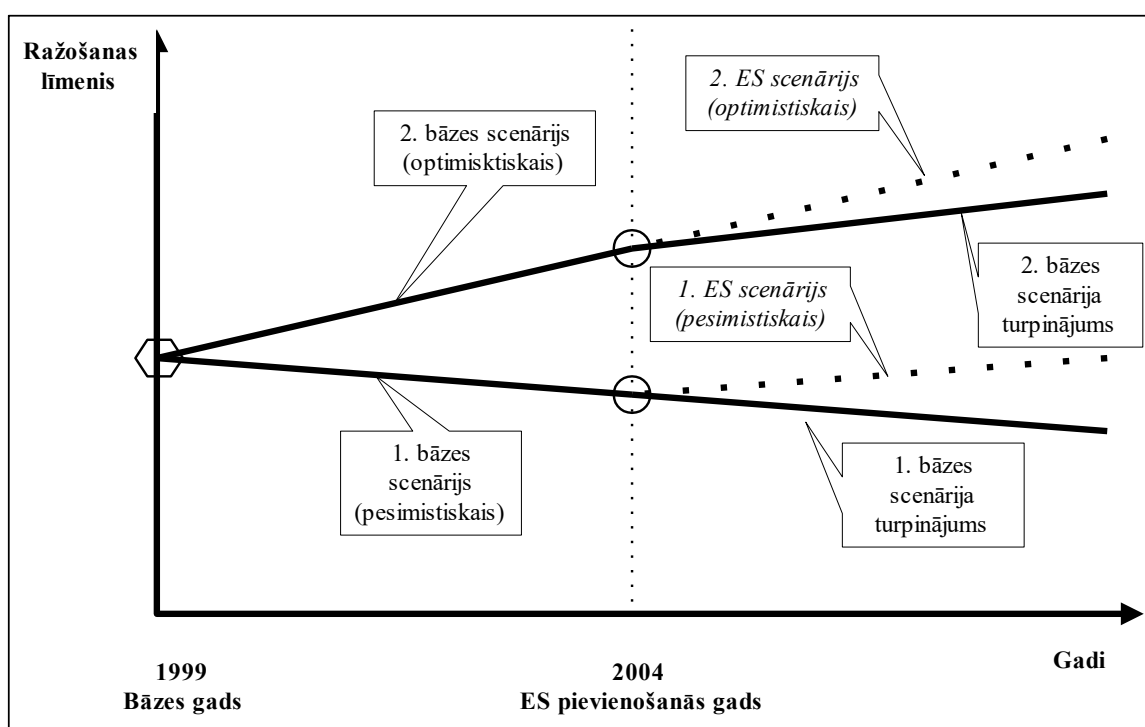 Ražošanas
līmenis
2. ES scenārijs
(optimistiskais)
2. bāzes scenārijs
(optimisktiskais)
1. ES scenārijs
(pesimistiskais)
2. bāzes
scenārija
turpinājums
1. bāzes
scenārijs
(pesimistiskais)
1. bāzes
scenārija
turpinājums
1999
Bāzes gads
2004
ES pievienošanās gads
Gadi